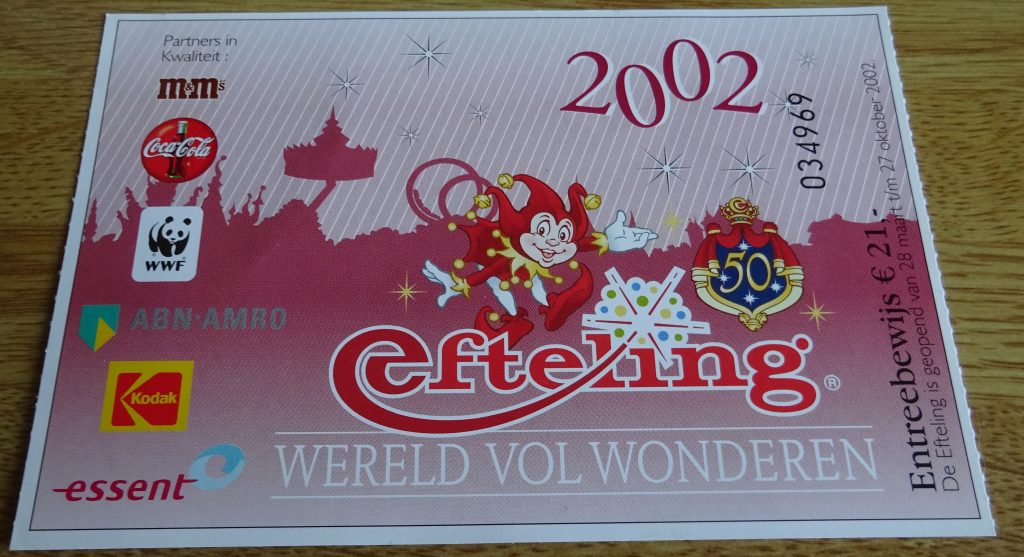 Partners in
Kwaliteit :
m&m's
Coca-Cola
WWF
ABN·AMRO
Kodak
essent
2002
034969
50
efteling®
WERELD VOL WONDEREN
Entreebewijs € 21,-
De Efteling is geopend van 28 maart t/m 27 oktober 2002.